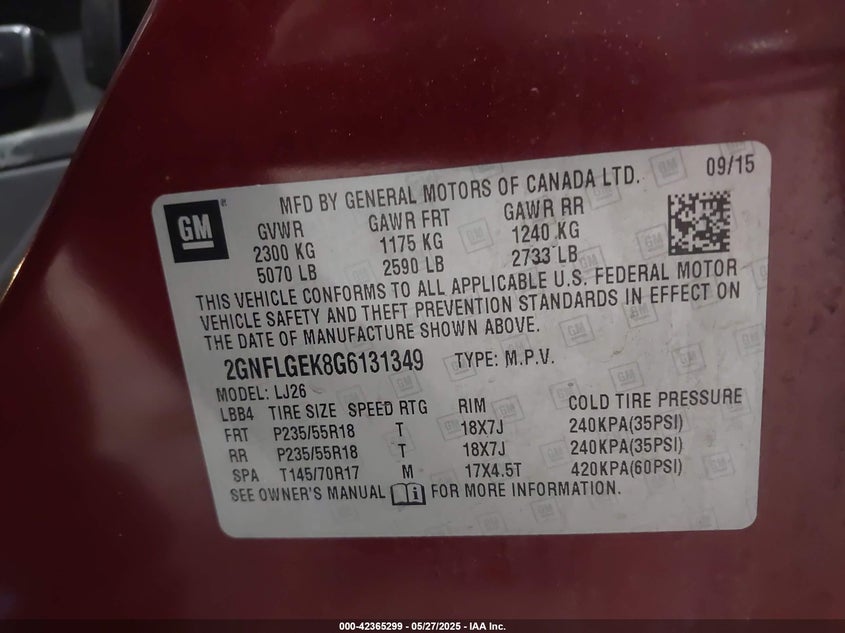 MFD BY GENERAL MOTORS OF CANADA LTD. 09/15
GM®
GVWR GAWR FRT GAWR RR
2300 KG 1175 KG 1240 KG
5070 LB 2590 LB 2733 LB
THIS VEHICLE CONFORMS TO ALL APPLICABLE U.S. FEDERAL MOTOR
VEHICLE SAFETY AND THEFT PREVENTION STANDARDS IN EFFECT ON
THE DATE OF MANUFACTURE SHOWN ABOVE.
2GNFLGEK8G6131349 TYPE: M.P.V.
MODEL: LJ26
LBB4 TIRE SIZE SPEED RTG RIM COLD TIRE PRESSURE
FRT P235/55R18 T 18X7J 240KPA(35PSI)
RR P235/55R18 T 18X7J 240KPA(35PSI)
SPA T145/70R17 M 17X4.5T 420KPA(60PSI)
SEE OWNER'S MANUAL i FOR MORE INFORMATION.
000-42365299 - 05/27/2025 - IAA Inc.